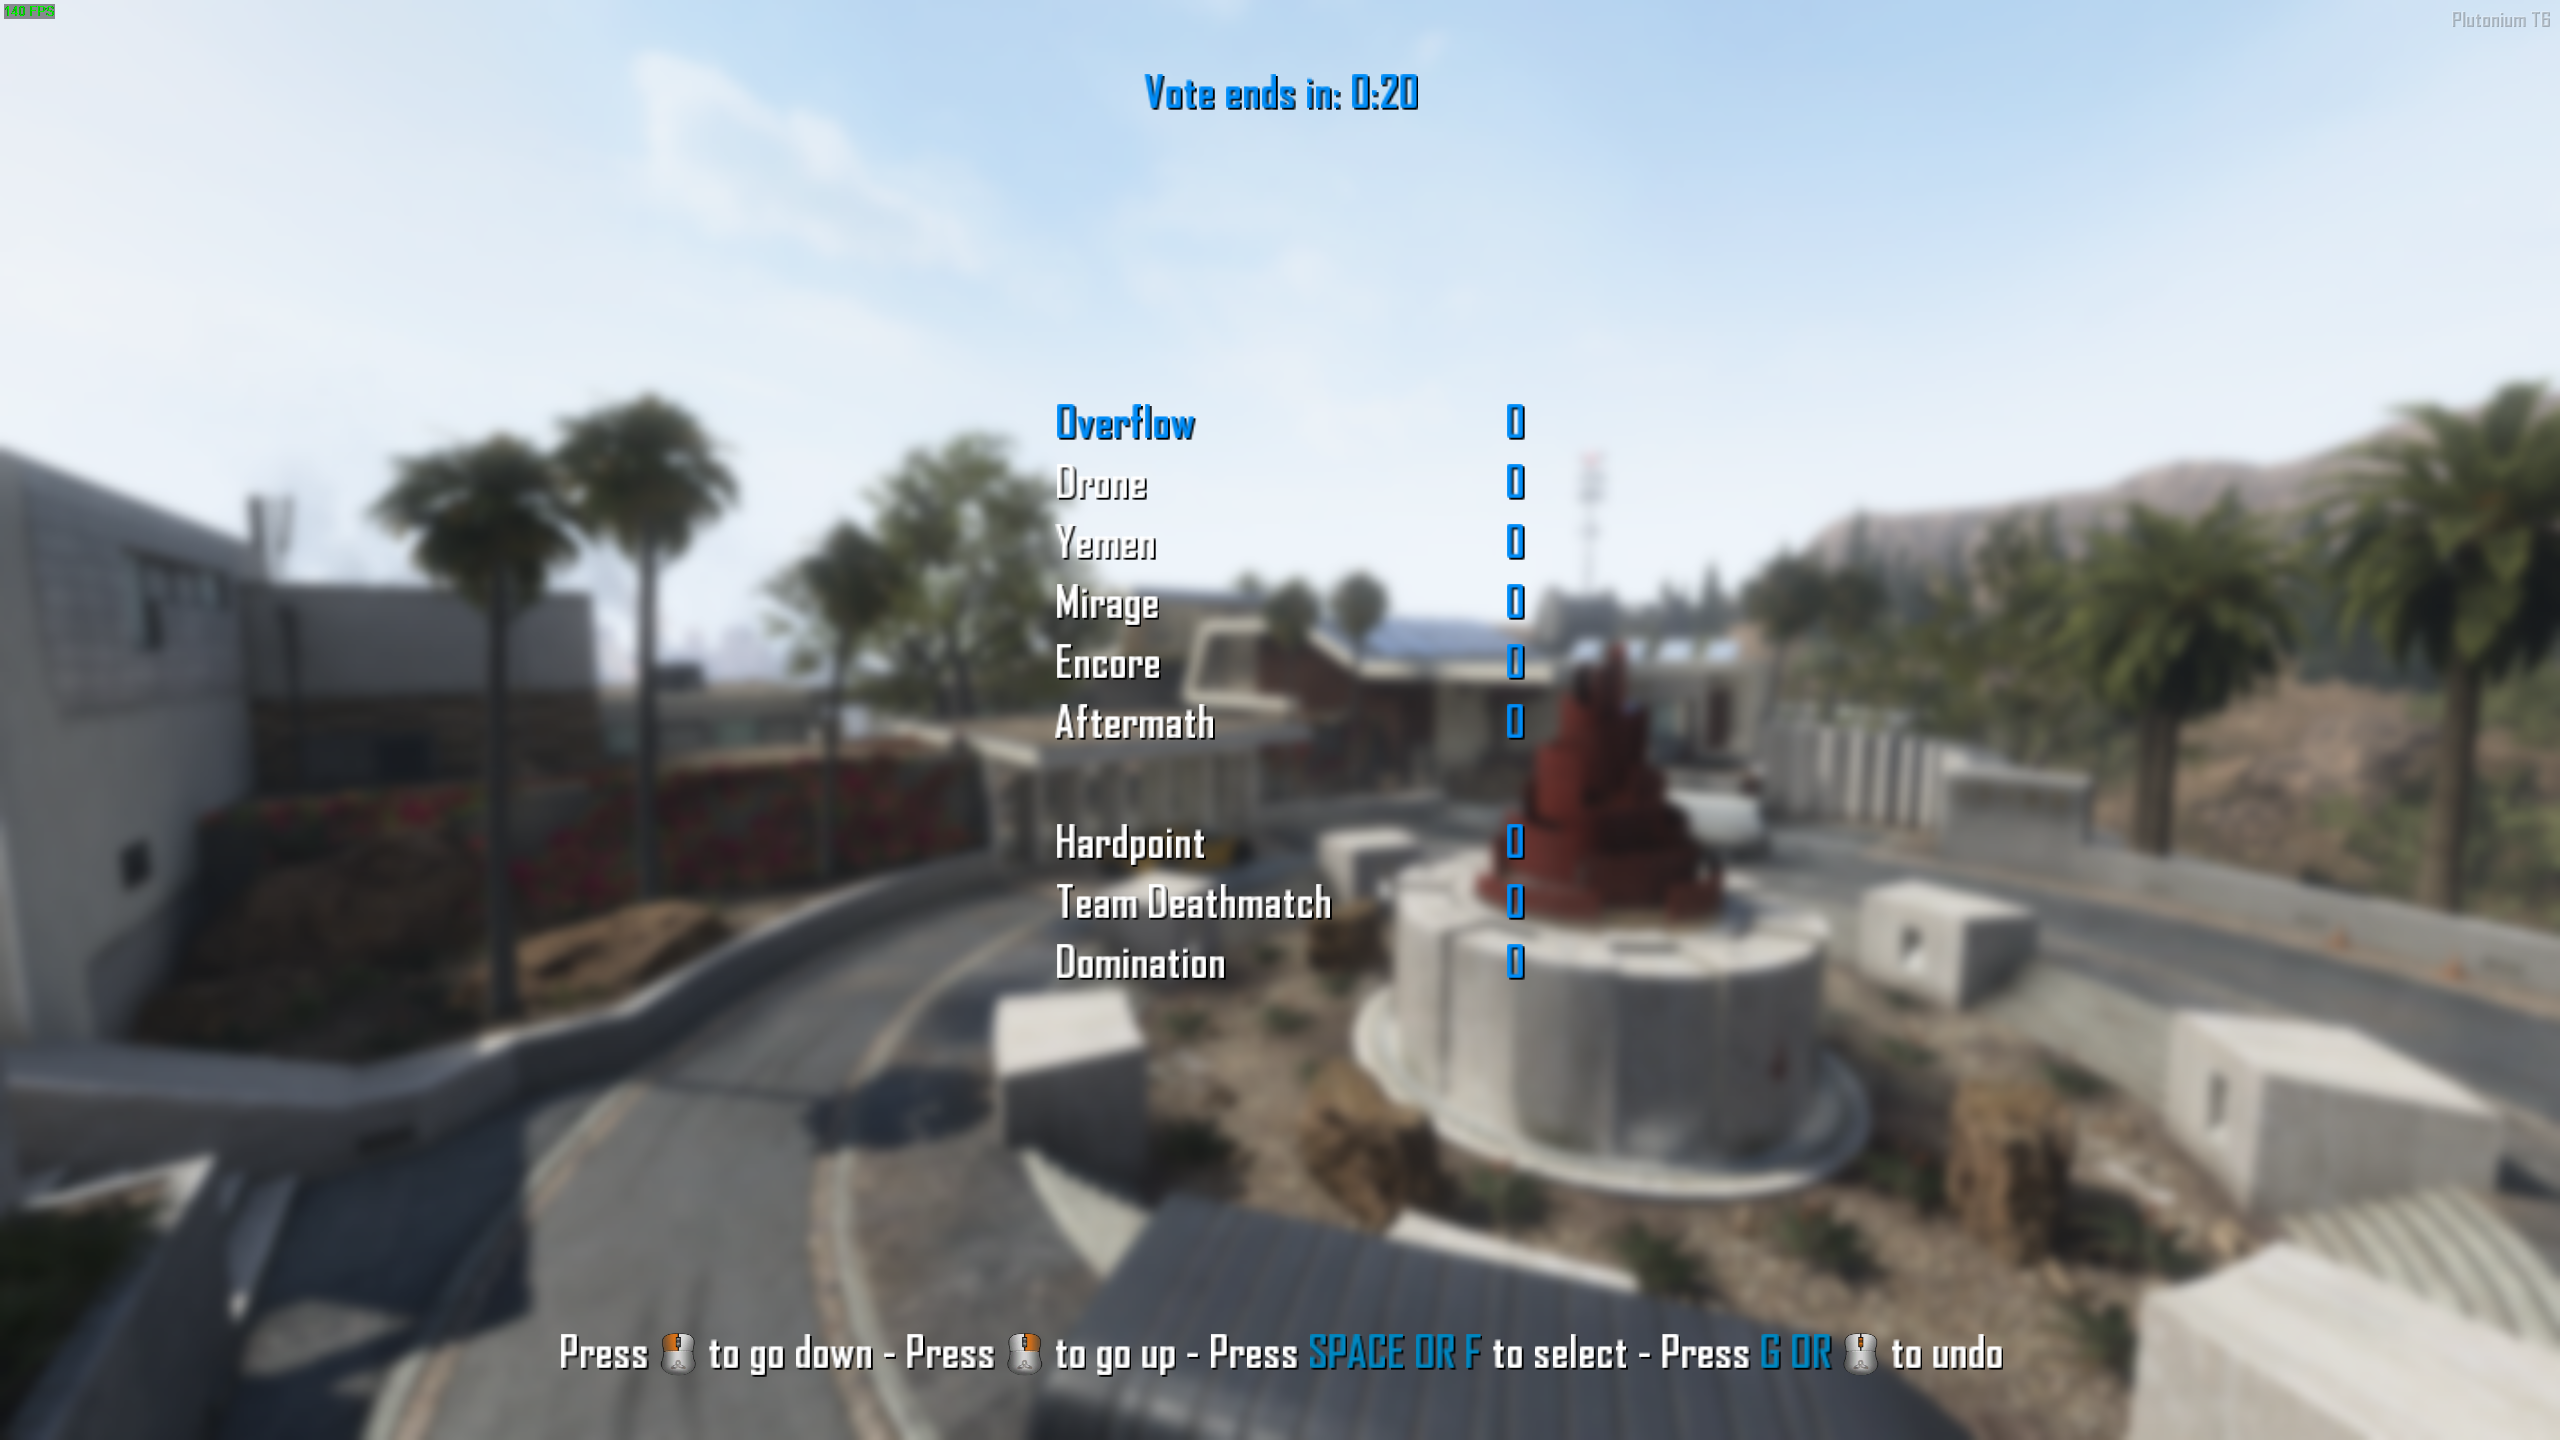 Plutonium T6
Vote ends in: 0:20
Overflow 0
Drone 0
Yemen 0
Mirage 0
Encore 0
Aftermath 0
Hardpoint 0
Team Deathmatch 0
Domination 0
Press to go down - Press to go up - Press SPACE OR F to select - Press G OR to undo